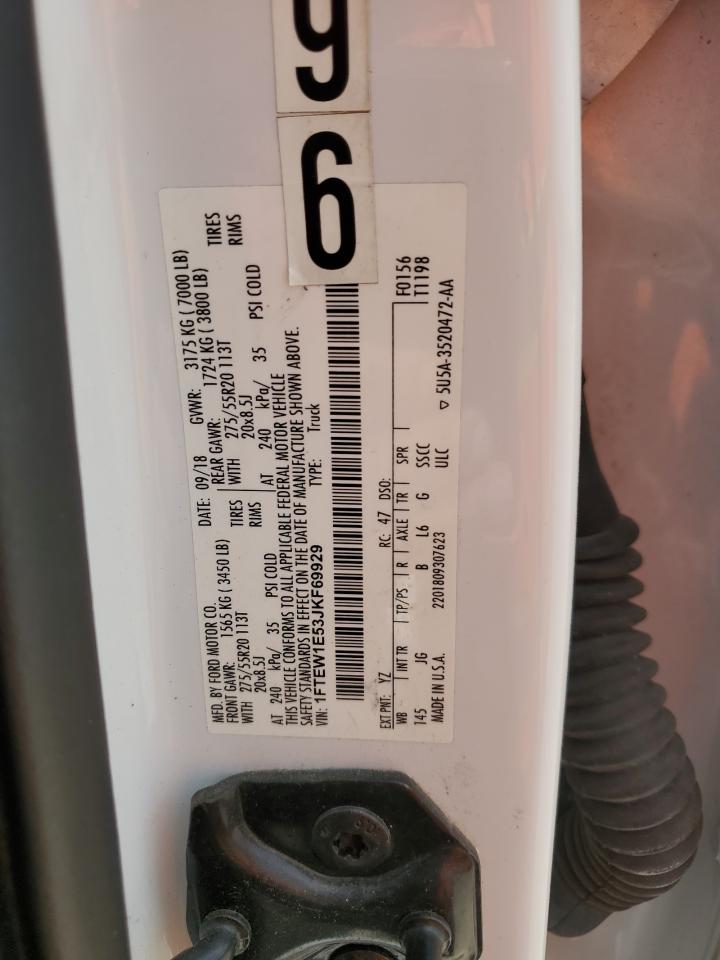 96
MFD. BY FORD MOTOR CO. DATE: 09/18 GVWR: 3175 KG ( 7000 LB)
FRONT GAWR: 1565 KG ( 3450 LB) REAR GAWR: 1724 KG ( 3800 LB)
WITH 275/55R20 113T TIRES WITH 275/55R20 113T TIRES
20x8.5J RIMS 20x8.5J RIMS
AT 240 kPa/ 35 PSI COLD AT 240 kPa/ 35 PSI COLD
THIS VEHICLE CONFORMS TO ALL APPLICABLE FEDERAL MOTOR VEHICLE
SAFETY STANDARDS IN EFFECT ON THE DATE OF MANUFACTURE SHOWN ABOVE.
VIN: 1FTEW1E53JKF69929 TYPE: Truck
EXT PNT: YZ RC: 47 DSO: F0156
WB INT TR TP/PS R AXLE TR SPR T1198
145 JG B L6 G SSCC
MADE IN U.S.A. 2201809307623 ULC ▽ 5U5A-3520472-AA